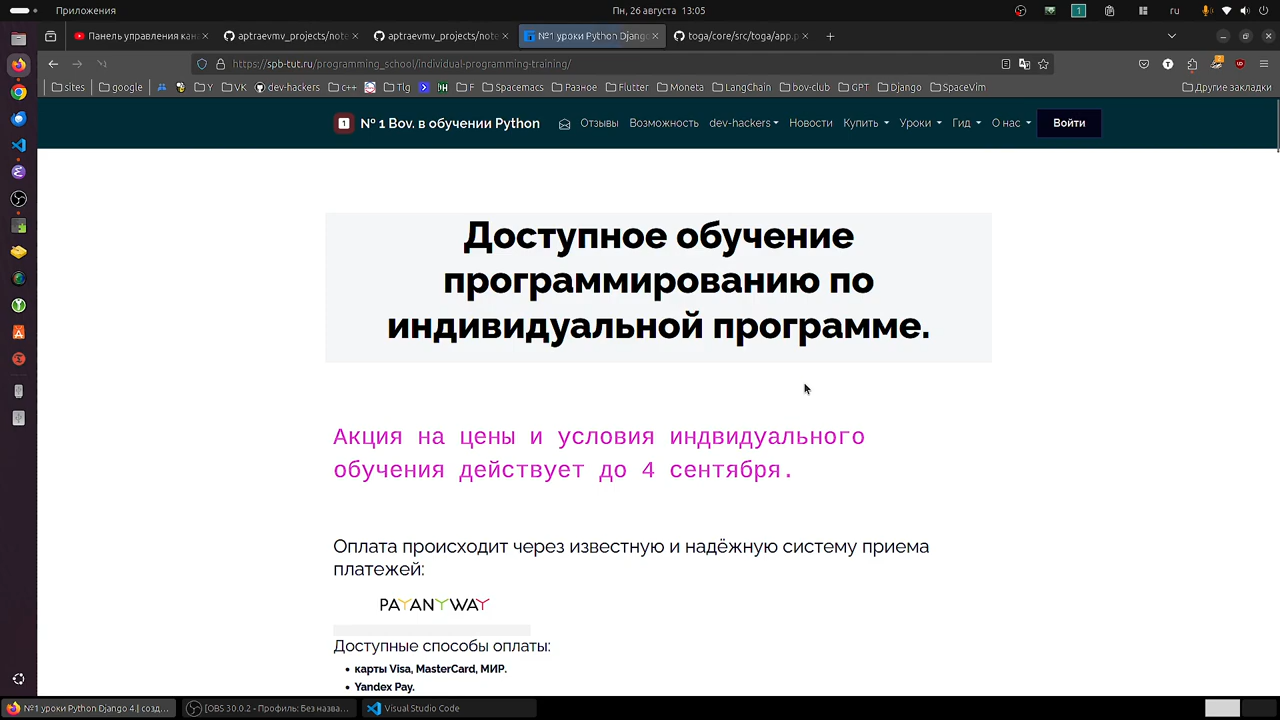 Приложения
Пн, 26 августа 13:05
1
ru
Панель управления кан
aptraevmv_projects/note
aptraevmv_projects/note
№1 уроки Python Django
toga/core/src/toga/app.p
https://spb-tut.ru/programming_school/individual-programming-training/
sites
google
Y
VK
dev-hackers
c++
Tlg
H
F
Spacemacs
Разное
Flutter
Moneta
LangChain
bov-club
GPT
Django
SpaceVim
Другие закладки
№ 1 Bov. в обучении Python
Отзывы
Возможность
dev-hackers
Новости
Купить
Уроки
Гид
О нас
Войти
Доступное обучение
программированию по
индивидуальной программе.
Акция на цены и условия индвидуального
обучения действует до 4 сентября.
Оплата происходит через известную и надёжную систему приема
платежей:
PAYANYWAY
Доступные способы оплаты:
• карты Visa, MasterCard, МИР.
• Yandex Pay.
№1 уроки Python Django 4.| созд...
[OBS 30.0.2 - Профиль: Без назва...
Visual Studio Code